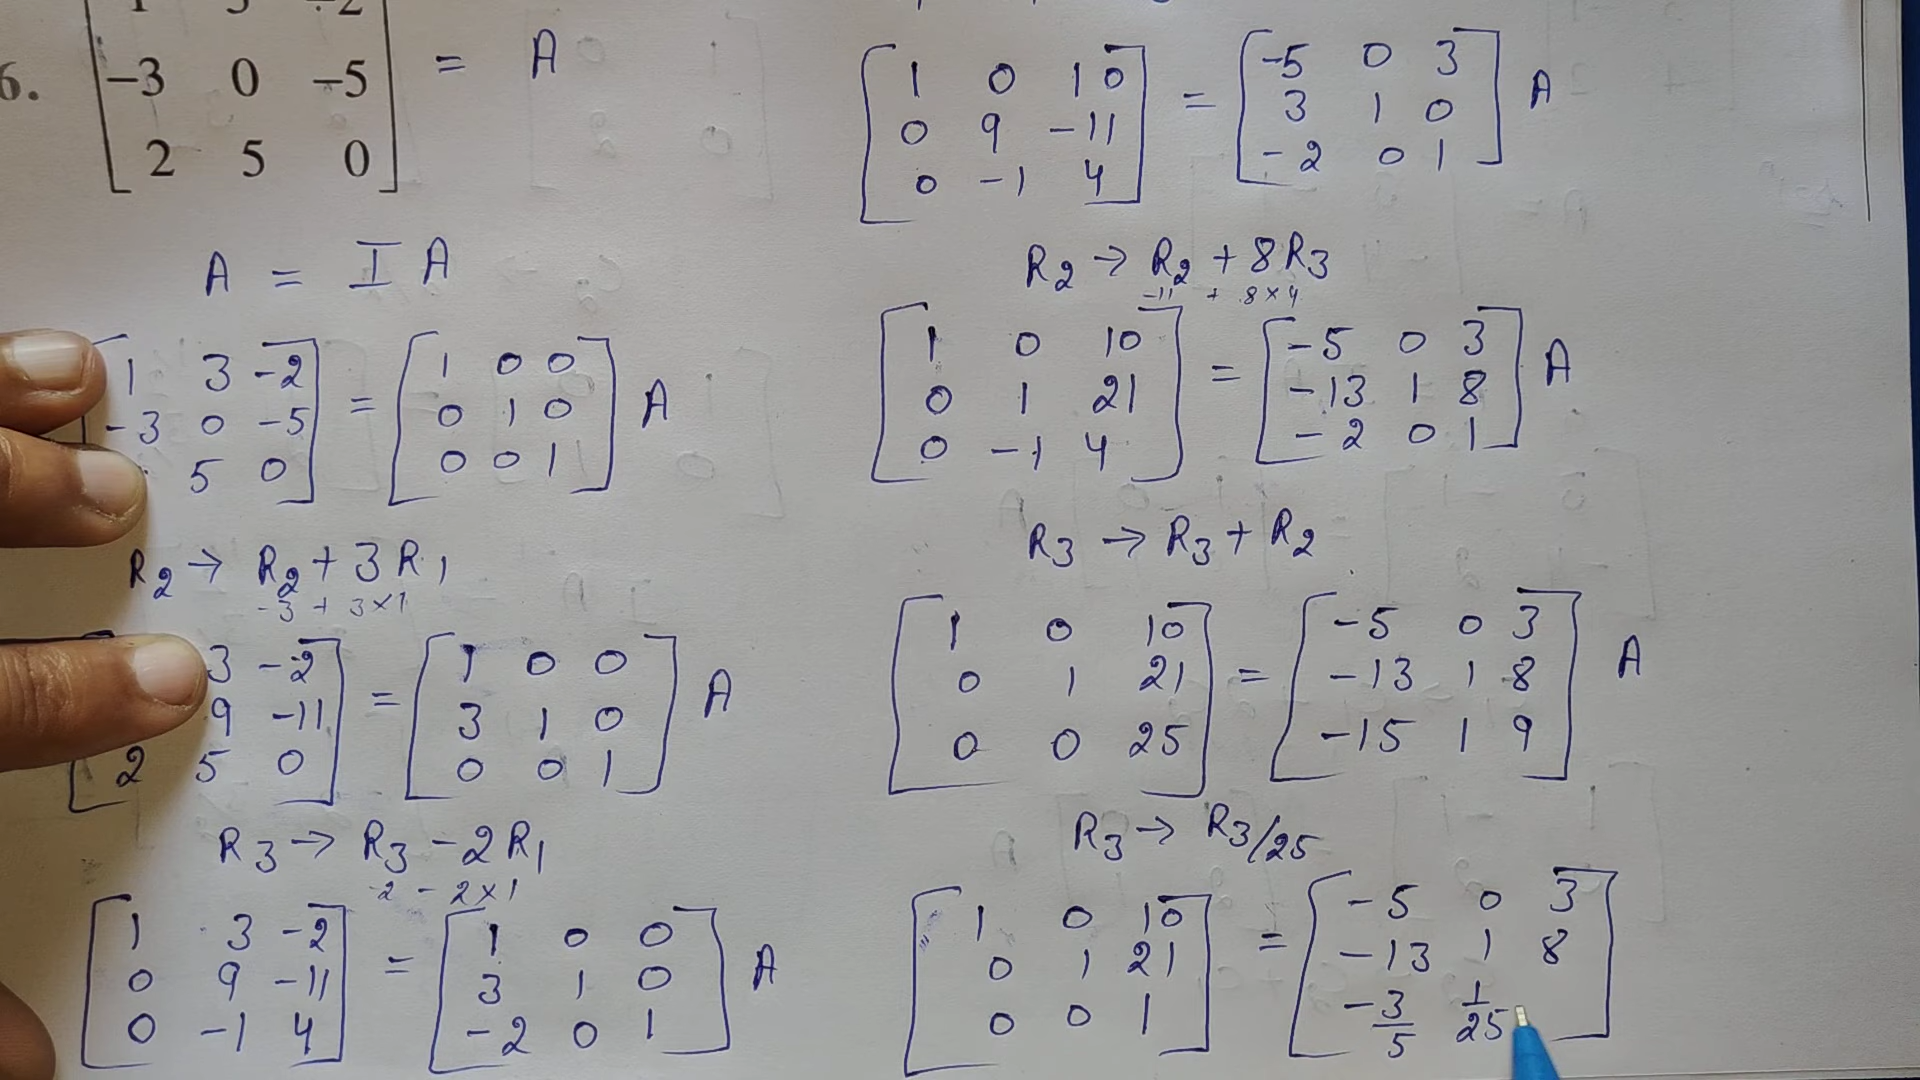 1 3 -2
6. -3 0 -5 = A
2 5 0
A = I A
1 3 -2 1 0 0
-3 0 -5 = 0 1 0 A
5 0 0 0 1
R2 → R2 + 3R1
-3 + 3×1
3 -2 1 0 0
9 -11 = 3 1 0 A
2 5 0 0 0 1
R3 → R3 - 2R1
2 - 2×1
1 3 -2 1 0 0
0 9 -11 = 3 1 0 A
0 -1 4 -2 0 1
1 0 10 -5 0 3
0 9 -11 = 3 1 0 A
0 -1 4 -2 0 1
R2 → R2 + 8R3
-11 + 8×4
1 0 10 -5 0 3
0 1 21 = -13 1 8 A
0 -1 4 -2 0 1
R3 → R3 + R2
1 0 10 -5 0 3
0 1 21 = -13 1 8 A
0 0 25 -15 1 9
R3 → R3/25
1 0 10 -5 0 3
0 1 21 = -13 1 8
0 0 1 -3/5 1/25